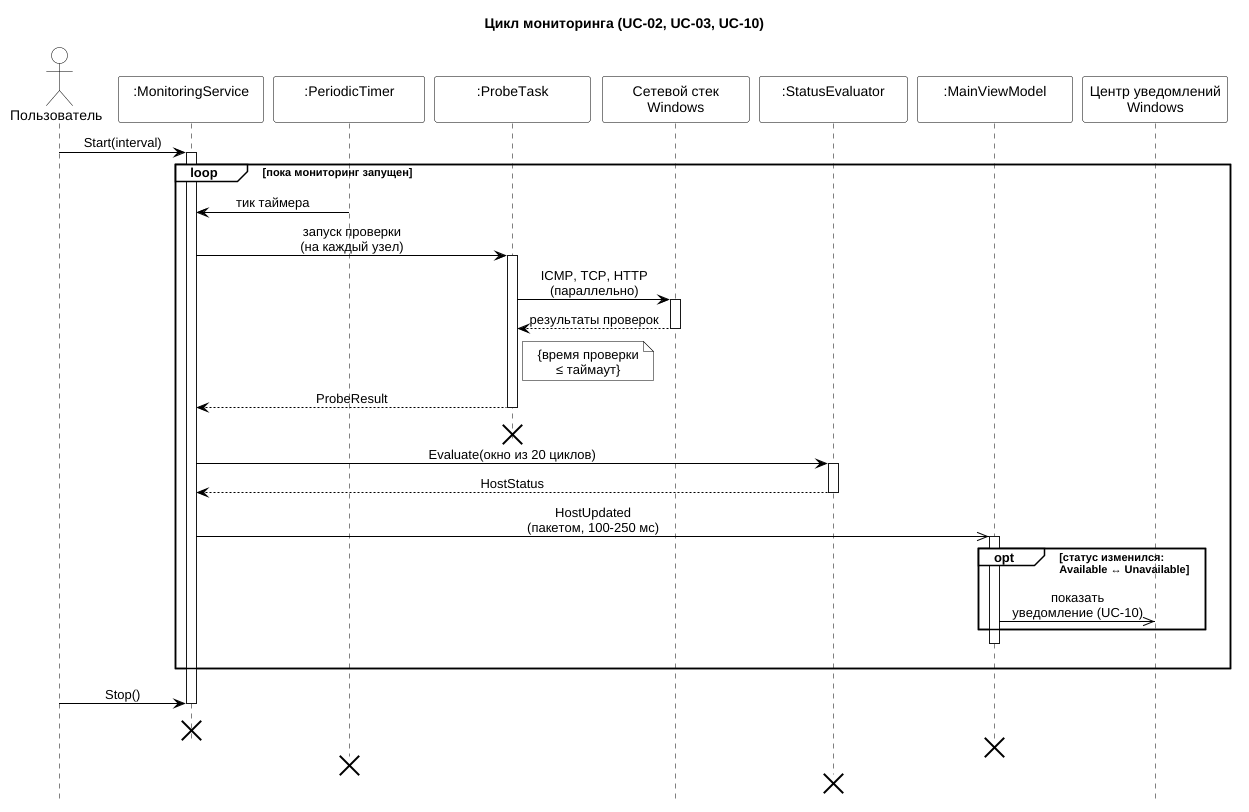 Цикл мониторинга (UC-02, UC-03, UC-10)
Пользователь
:MonitoringService
:PeriodicTimer
:ProbeTask
Сетевой стек
Windows
:StatusEvaluator
:MainViewModel
Центр уведомлений
Windows
Start(interval)
loop
[пока мониторинг запущен]
тик таймера
запуск проверки
(на каждый узел)
ICMP, TCP, HTTP
(параллельно)
результаты проверок
{время проверки
≤ таймаут}
ProbeResult
Evaluate(окно из 20 циклов)
HostStatus
HostUpdated
(пакетом, 100-250 мс)
opt
[статус изменился:
Available ↔ Unavailable]
показать
уведомление (UC-10)
Stop()